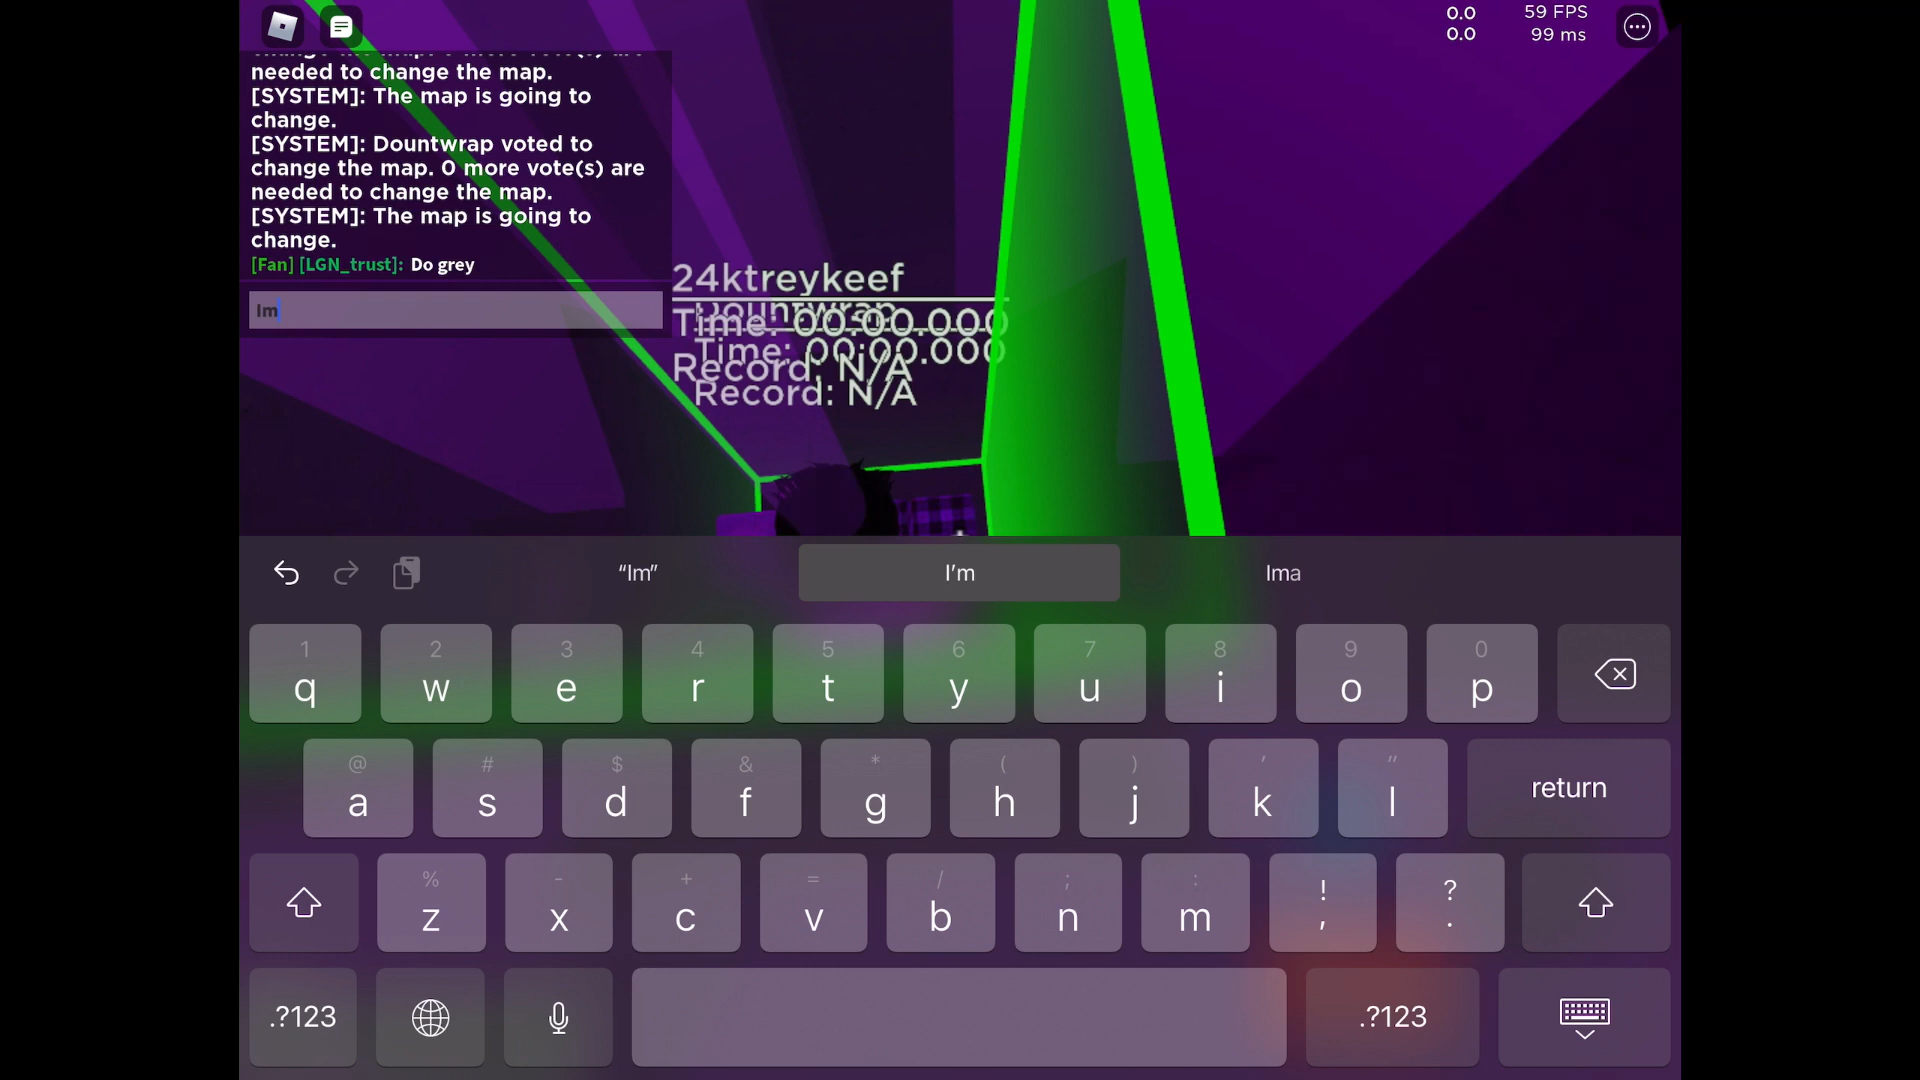 0.0 59 FPS
0.0 99 ms
needed to change the map.
[SYSTEM]: The map is going to
change.
[SYSTEM]: Dountwrap voted to
change the map. 0 more vote(s) are
needed to change the map.
[SYSTEM]: The map is going to
change.
[Fan] [LGN_trust]: Do grey
Im
24ktreykeef
Dountwrap
Time: 00:00.000
Time: 00:00.000
Record: N/A
Record: N/A
“Im” I’m Ima
1 2 3 4 5 6 7 8 9 0
q w e r t y u i o p
@ # $ & * ( ) ' "
a s d f g h j k l return
% - + = / ; : ! ?
z x c v b n m , .
.?123 .?123